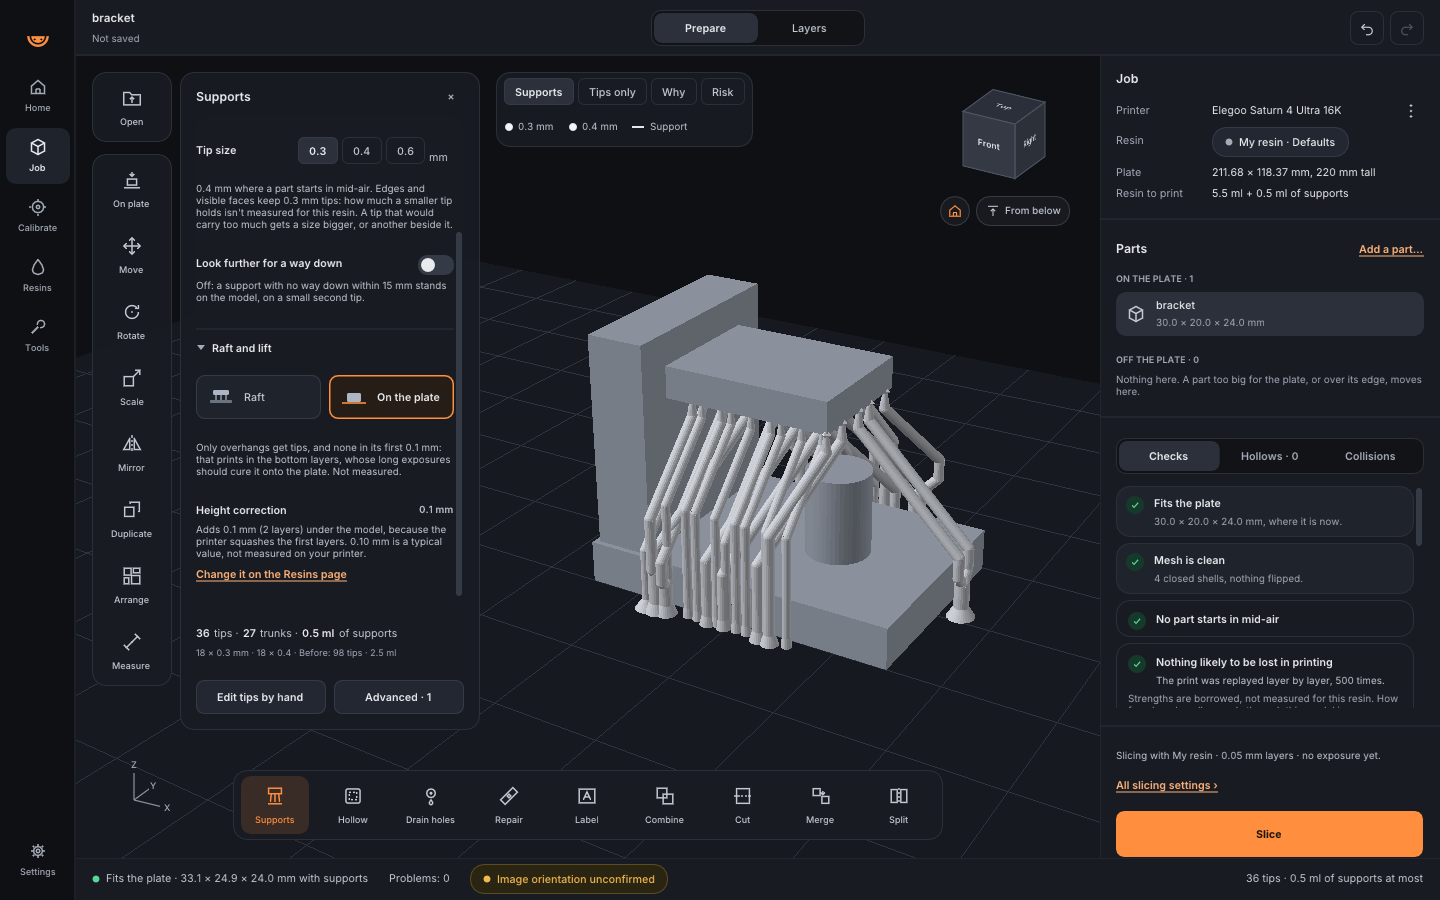 bracket
Not saved
Prepare
Layers
Home
Job
Calibrate
Resins
Tools
Settings
Open
On plate
Move
Rotate
Scale
Mirror
Duplicate
Arrange
Measure
Supports
×
Tip size
0.3
0.4
0.6
mm
0.4 mm where a part starts in mid-air. Edges and
visible faces keep 0.3 mm tips: how much a smaller tip
holds isn't measured for this resin. A tip that would
carry too much gets a size bigger, or another beside it.
Look further for a way down
Off: a support with no way down within 15 mm stands
on the model, on a small second tip.
Raft and lift
Raft
On the plate
Only overhangs get tips, and none in its first 0.1 mm:
that prints in the bottom layers, whose long exposures
should cure it onto the plate. Not measured.
Height correction
0.1 mm
Adds 0.1 mm (2 layers) under the model, because the
printer squashes the first layers. 0.10 mm is a typical
value, not measured on your printer.
Change it on the Resins page
36 tips · 27 trunks · 0.5 ml of supports
18 × 0.3 mm · 18 × 0.4 · Before: 98 tips · 2.5 ml
Edit tips by hand
Advanced · 1
Supports
Tips only
Why
Risk
0.3 mm
0.4 mm
Support
Top
Front
Right
From below
Z
Y
X
Supports
Hollow
Drain holes
Repair
Label
Combine
Cut
Merge
Split
Job
Printer
Elegoo Saturn 4 Ultra 16K
Resin
My resin · Defaults
Plate
211.68 × 118.37 mm, 220 mm tall
Resin to print
5.5 ml + 0.5 ml of supports
Parts
Add a part...
ON THE PLATE · 1
bracket
30.0 × 20.0 × 24.0 mm
OFF THE PLATE · 0
Nothing here. A part too big for the plate, or over its edge, moves
here.
Checks
Hollows · 0
Collisions
Fits the plate
30.0 × 20.0 × 24.0 mm, where it is now.
Mesh is clean
4 closed shells, nothing flipped.
No part starts in mid-air
Nothing likely to be lost in printing
The print was replayed layer by layer, 500 times.
Strengths are borrowed, not measured for this resin. How
Slicing with My resin · 0.05 mm layers · no exposure yet.
All slicing settings ›
Slice
Fits the plate · 33.1 × 24.9 × 24.0 mm with supports
Problems: 0
Image orientation unconfirmed
36 tips · 0.5 ml of supports at most